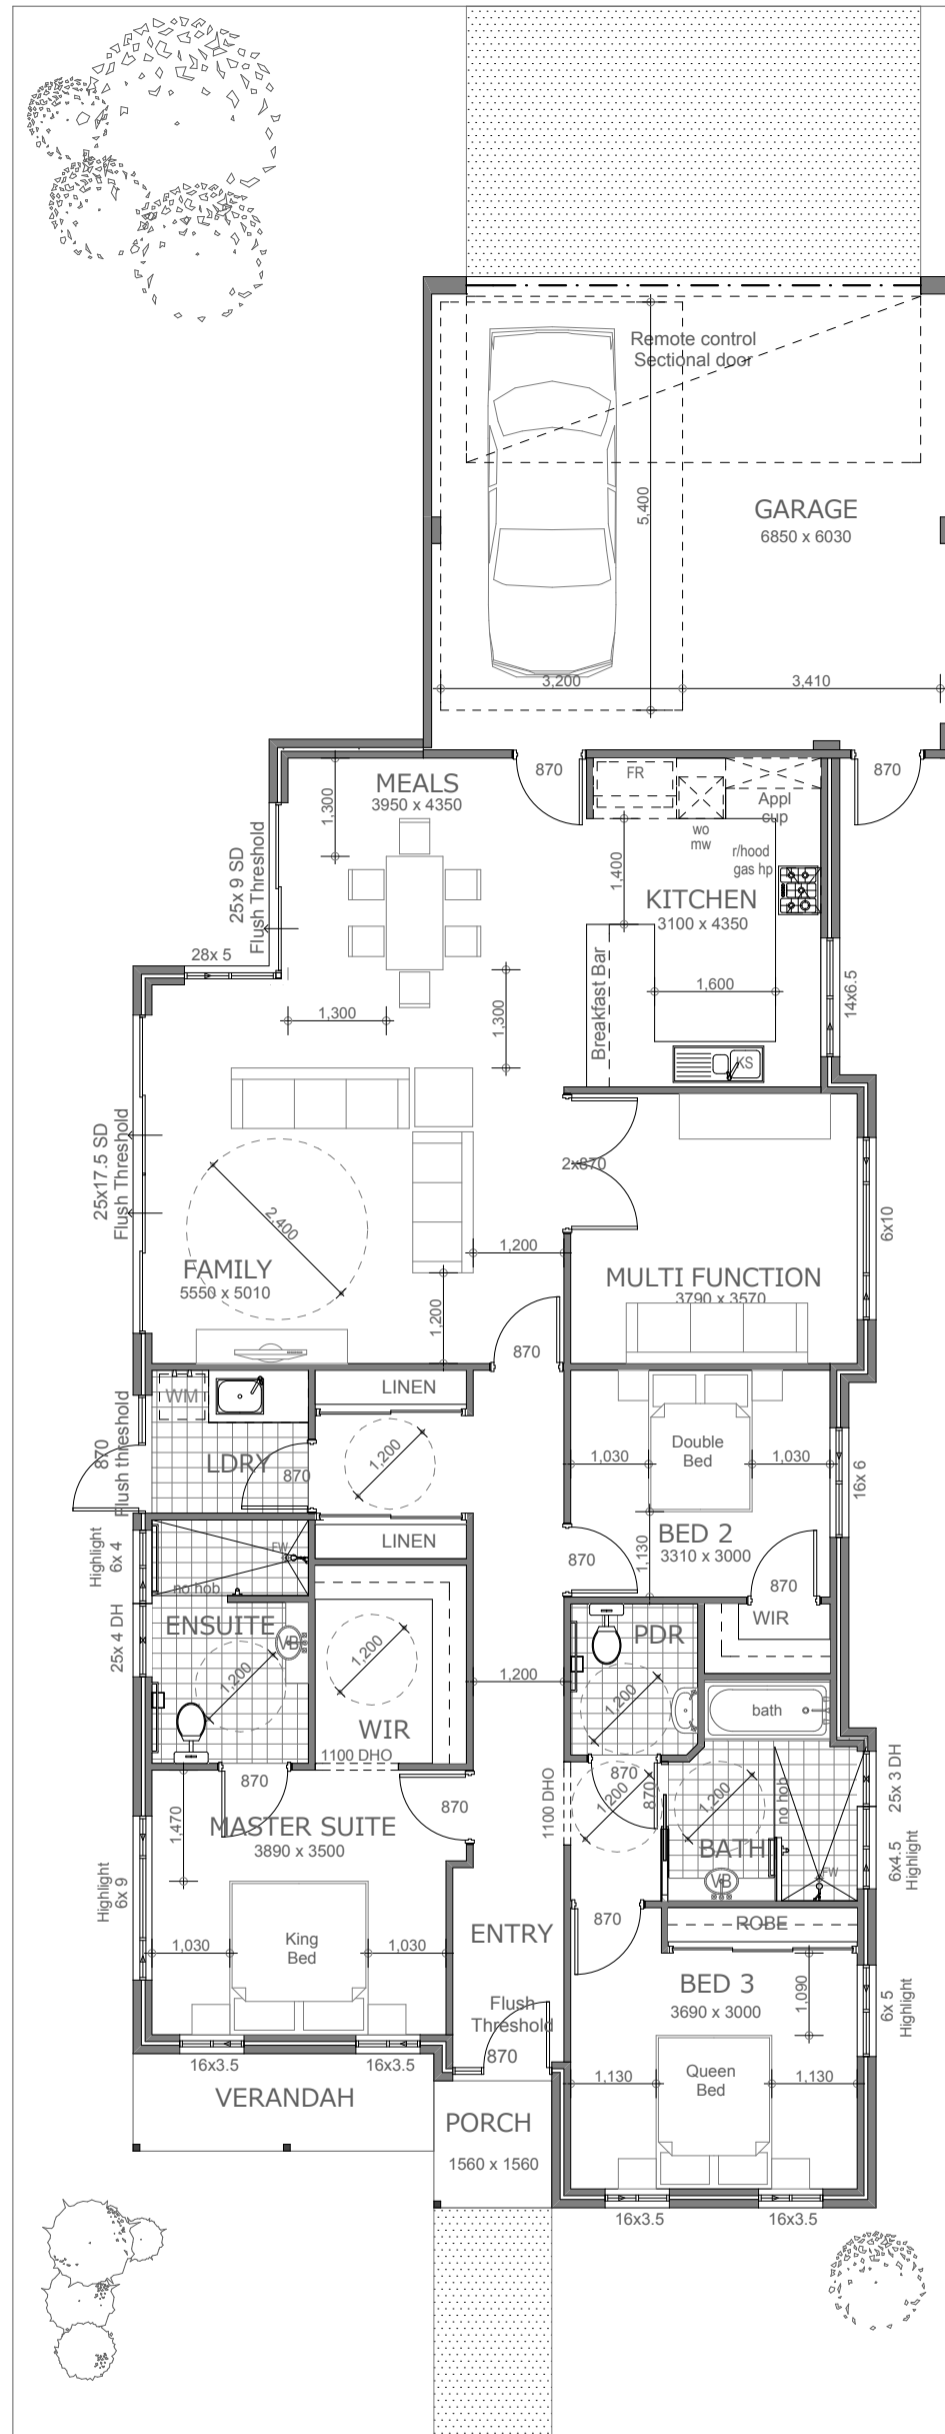 Remote control
Sectional door
5,400
GARAGE
6850 x 6030
3,200
3,410
870
870
MEALS
3950 x 4350
1,300
FR
Appl
cup
wo
mw
r/hood
gas hp
1,400
KITCHEN
3100 x 4350
25x 9 SD
Flush Threshold
28x 5
1,300
1,300
Breakfast Bar
1,600
KS
14x6.5
25x17.5 SD
Flush Threshold
2x870
2,400
1,200
6x10
FAMILY
5550 x 5010
MULTI FUNCTION
3790 x 3570
1,200
870
LINEN
WM
870
Flush threshold
LDRY
870
1,200
Double
Bed
1,030
1,030
16x 6
LINEN
BED 2
3310 x 3000
1,130
870
870
Highlight
6x 4
FW
no hob
25x 4 DH
ENSUITE
VB
1,200
1,200
WIR
1100 DHO
1,200
PDR
1,200
WIR
bath
870
870
870
870
1100 DHO
1,200
1,200
no hob
25x 3 DH
6x4.5
Highlight
BATH
VB
FW
MASTER SUITE
3890 x 3500
1,470
Highlight
6x 9
King
Bed
1,030
1,030
ENTRY
870
ROBE
BED 3
3690 x 3000
1,090
6x 5
Highlight
Flush
Threshold
870
Queen
Bed
1,130
1,130
16x3.5
16x3.5
VERANDAH
PORCH
1560 x 1560
16x3.5
16x3.5